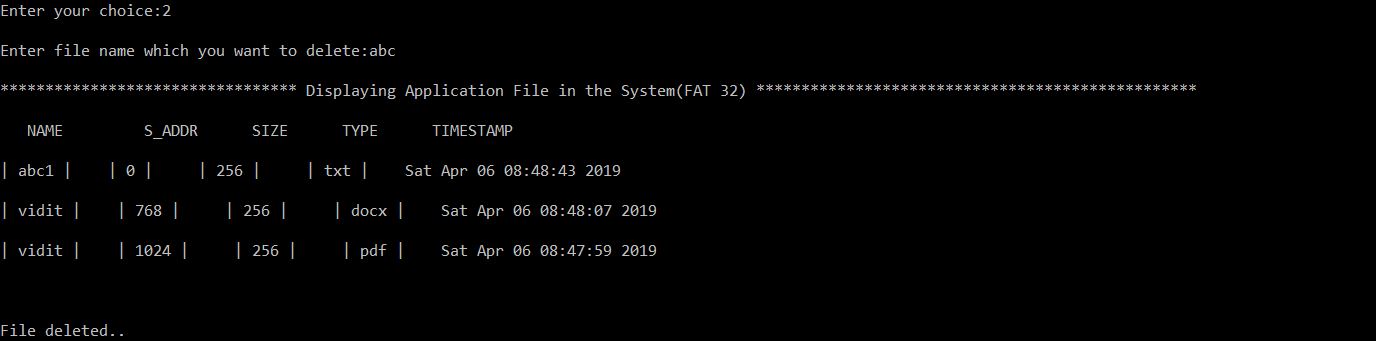 Enter your choice:2
Enter file name which you want to delete:abc
********************************* Displaying Application File in the System(FAT 32) *************************************************
NAME S_ADDR SIZE TYPE TIMESTAMP
| abc1 | | 0 | | 256 | | txt | Sat Apr 06 08:48:43 2019
| vidit | | 768 | | 256 | | docx | Sat Apr 06 08:48:07 2019
| vidit | | 1024 | | 256 | | pdf | Sat Apr 06 08:47:59 2019
File deleted..